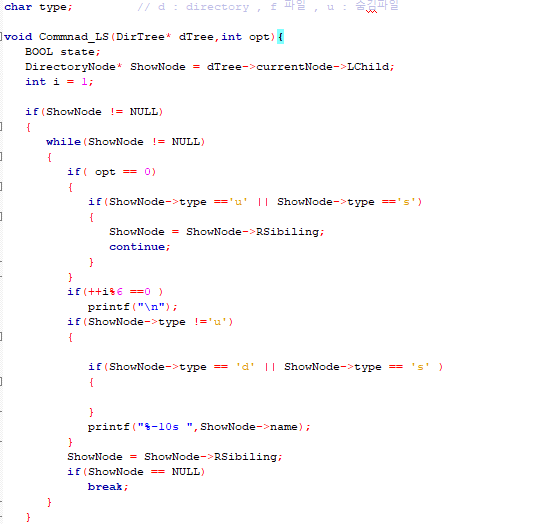 char type;         // d : directory , f 파일 , u : 숨김파일
void Commnad_LS(DirTree* dTree,int opt){
   BOOL state;
   DirectoryNode* ShowNode = dTree->currentNode->LChild;
   int i = 1;
   if(ShowNode != NULL)
   {
      while(ShowNode != NULL)
      {
         if( opt == 0)
         {
            if(ShowNode->type =='u' || ShowNode->type =='s')
            {
               ShowNode = ShowNode->RSibiling;
               continue;
            }
         }
         if(++i%6 ==0 )
            printf("\n");
         if(ShowNode->type !='u')
         {
            if(ShowNode->type == 'd' || ShowNode->type == 's' )
            {
            }
            printf("%-10s ",ShowNode->name);
         }
         ShowNode = ShowNode->RSibiling;
         if(ShowNode == NULL)
            break;
      }
   }